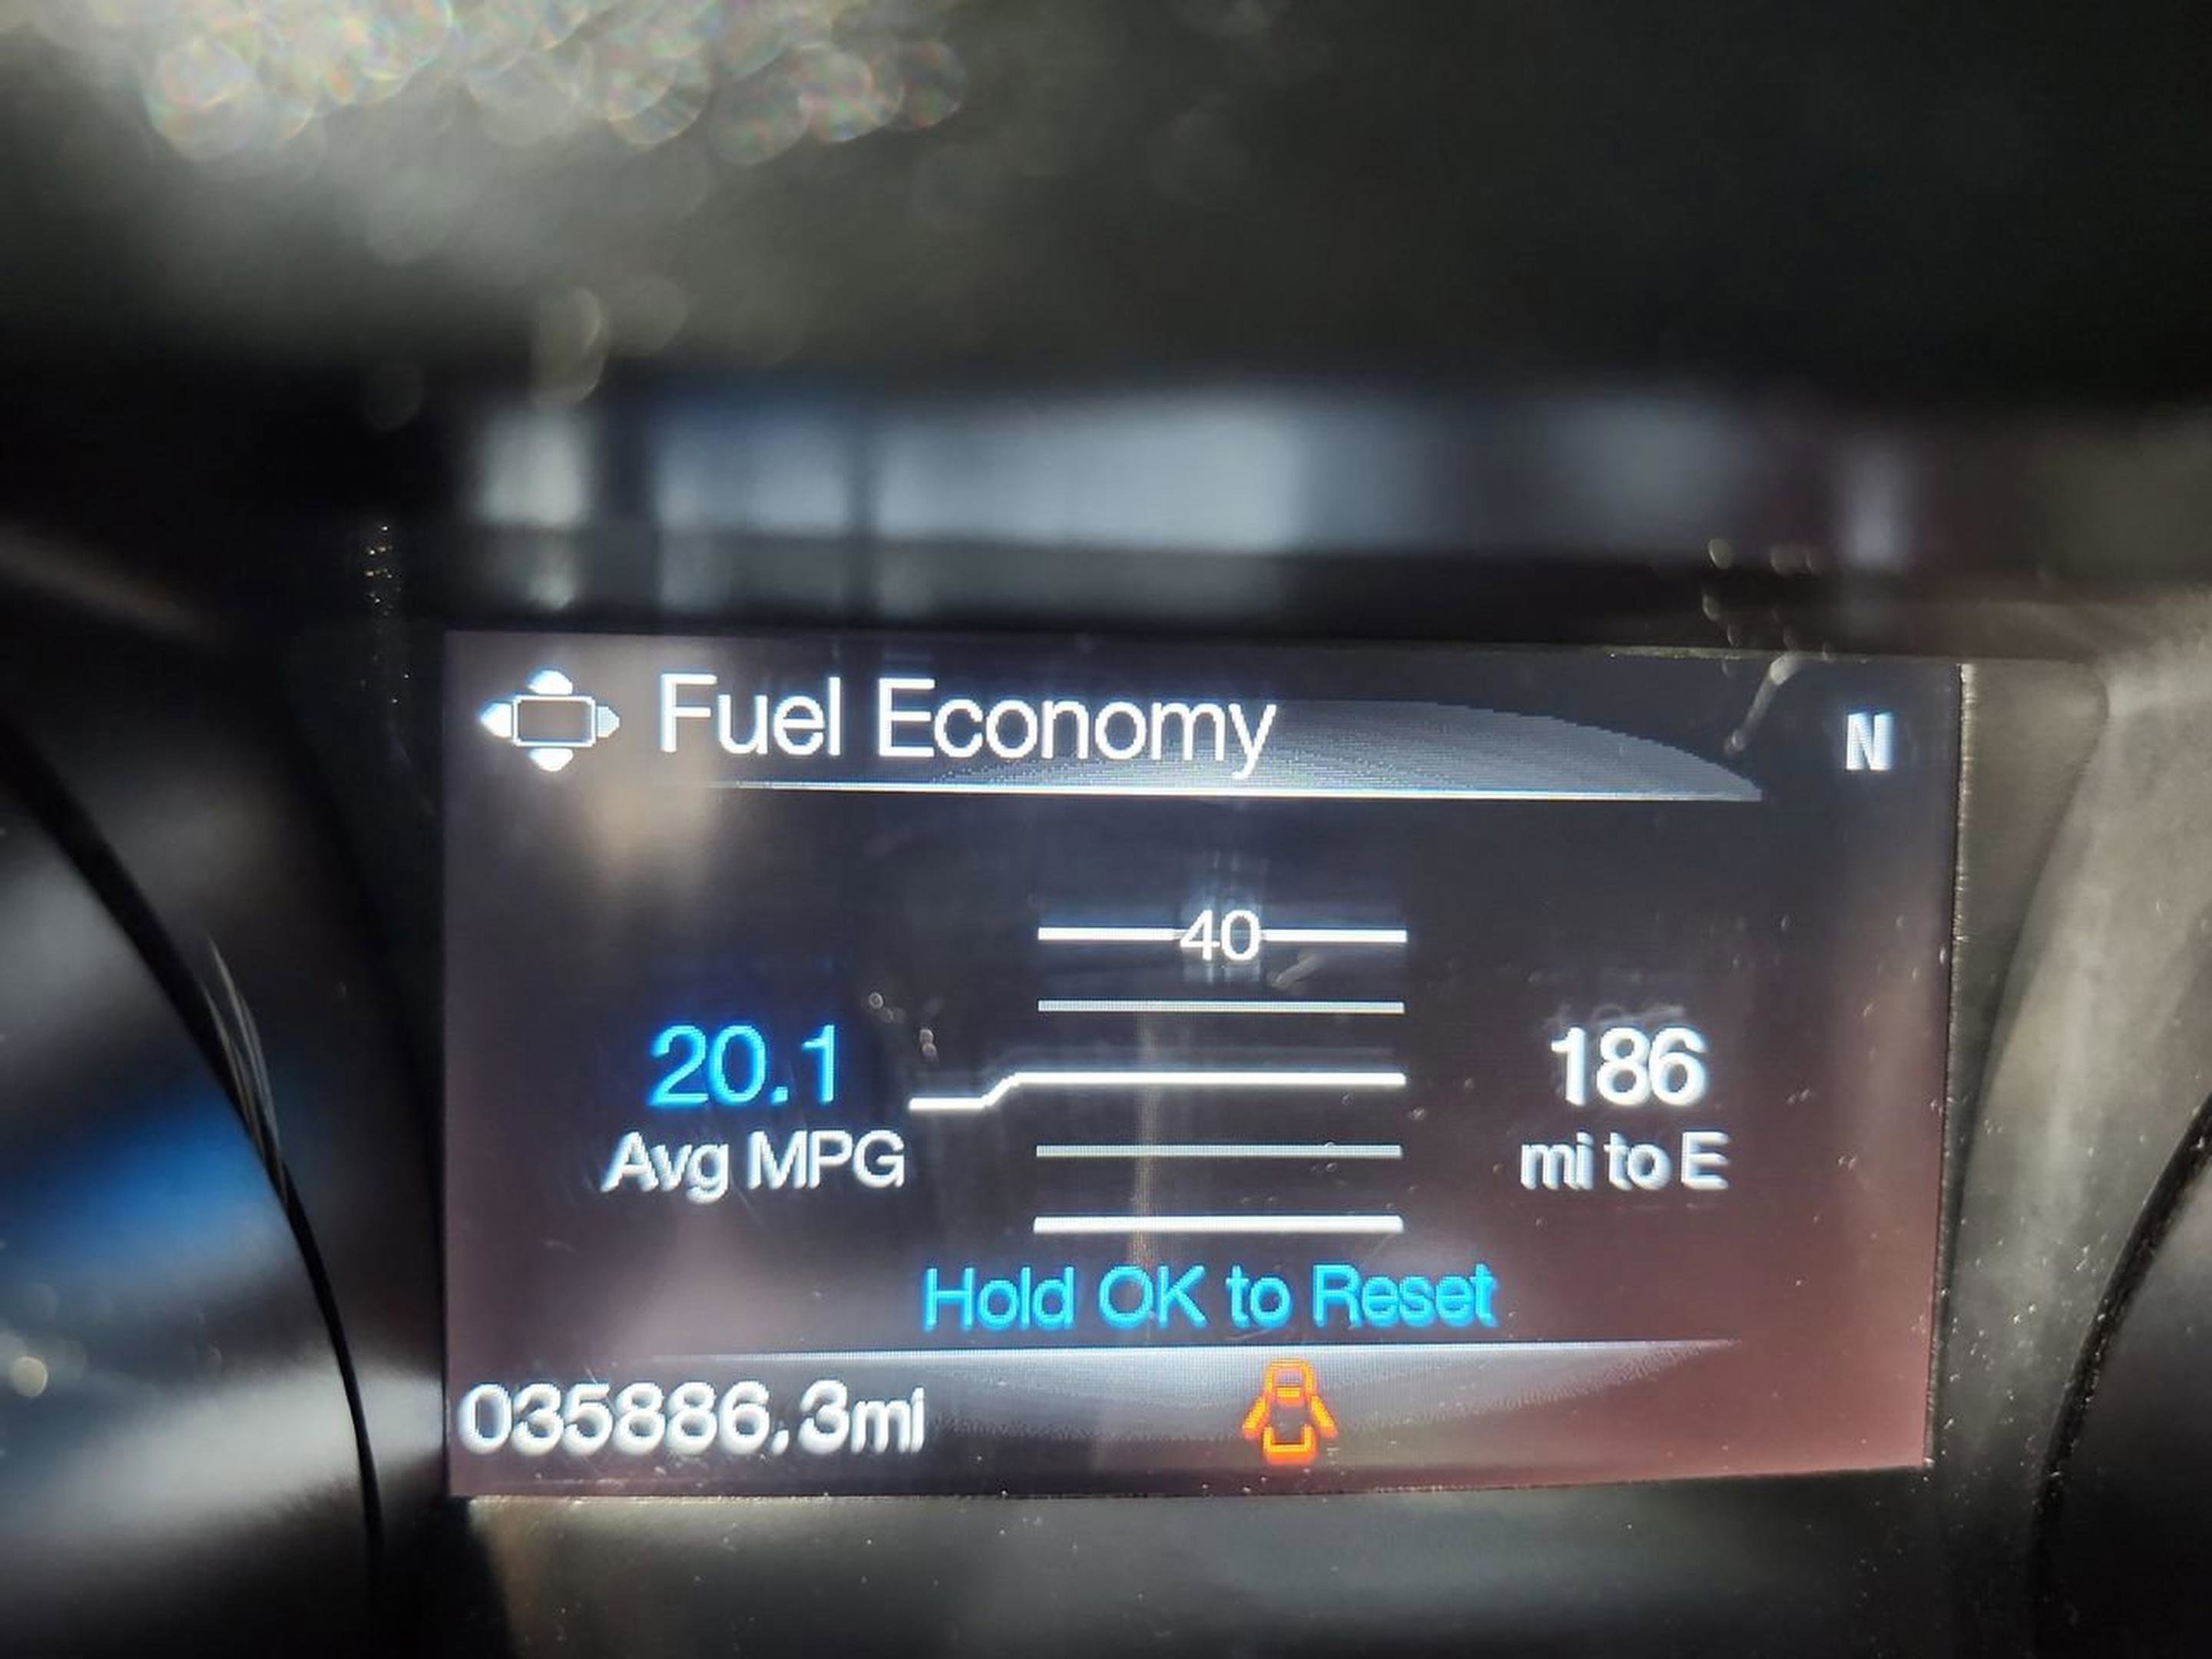 Fuel Economy
N
40
20.1
186
Avg MPG
mi to E
Hold OK to Reset
035886.3mi